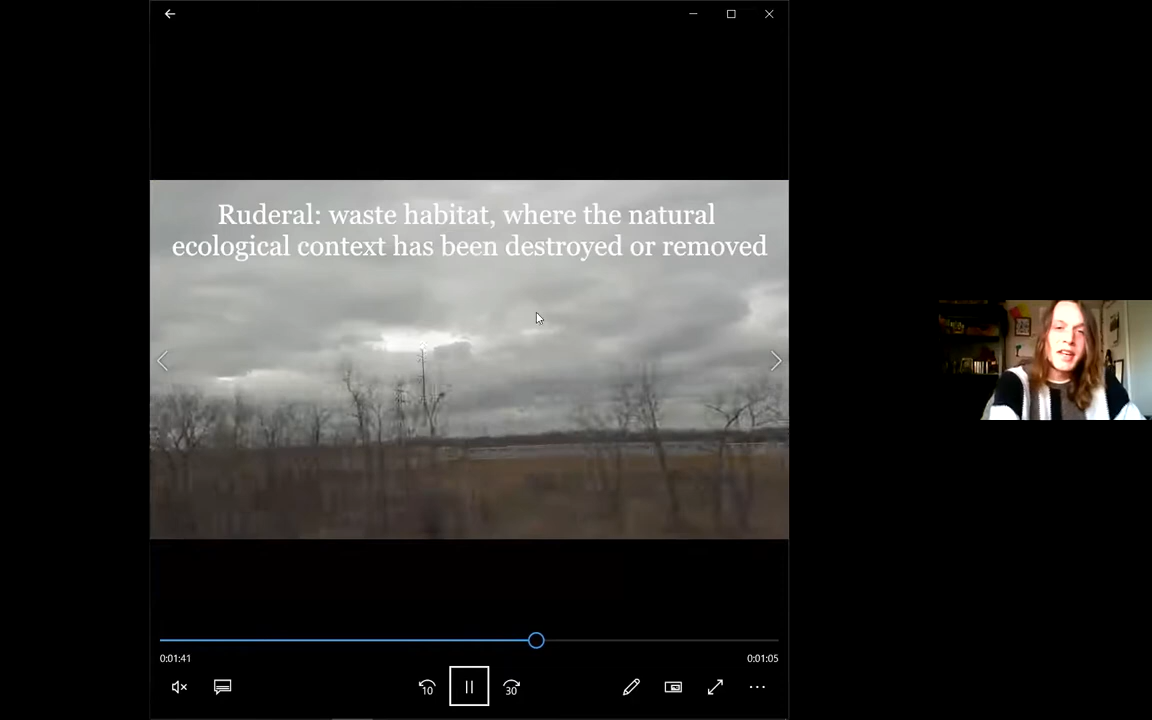 Ruderal: waste habitat, where the natural
ecological context has been destroyed or removed
0:01:41
0:01:05
10
30